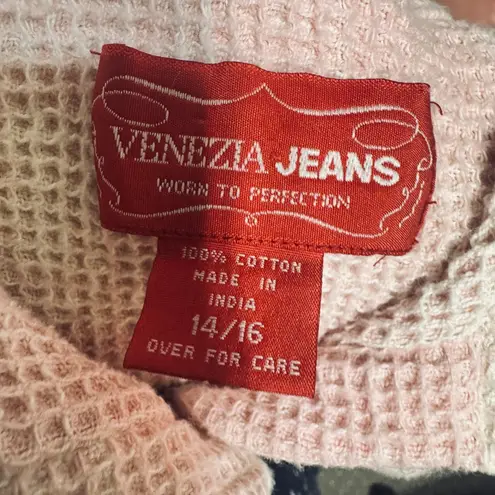 VENEZIA JEANS
WORN TO PERFECTION
100% COTTON
MADE IN
INDIA
14/16
OVER FOR CARE